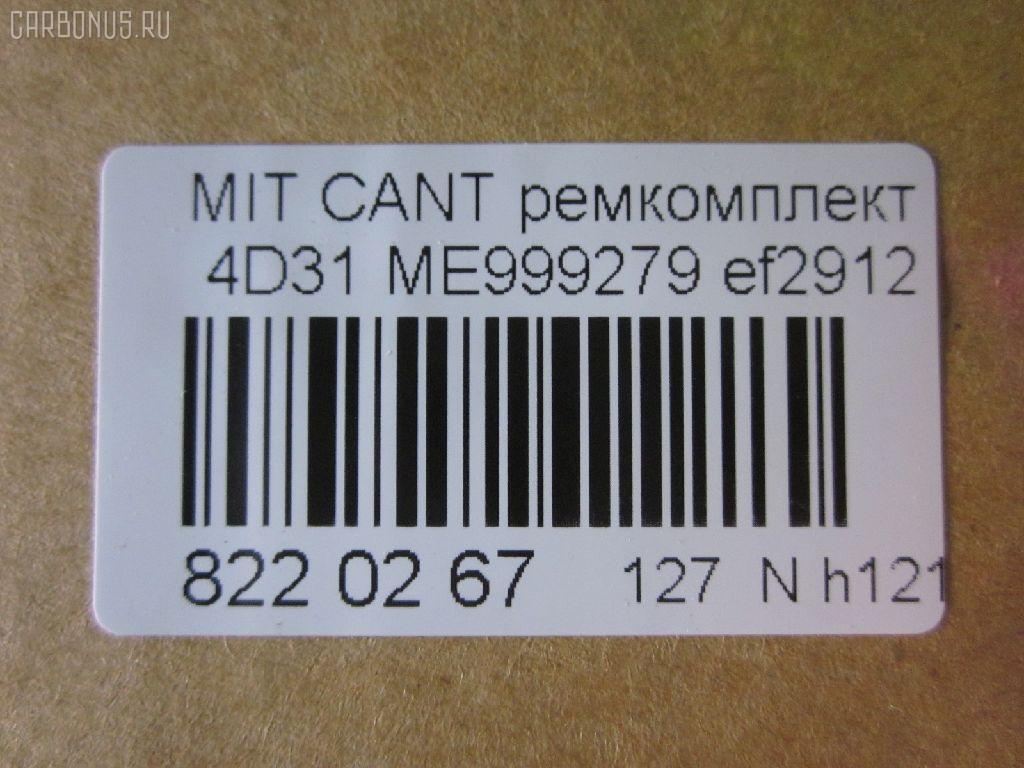 CARBONUS.RU
MIT CANT ремкомплект
4D31 ME999279 ef2912
822 02 67 127 N h121